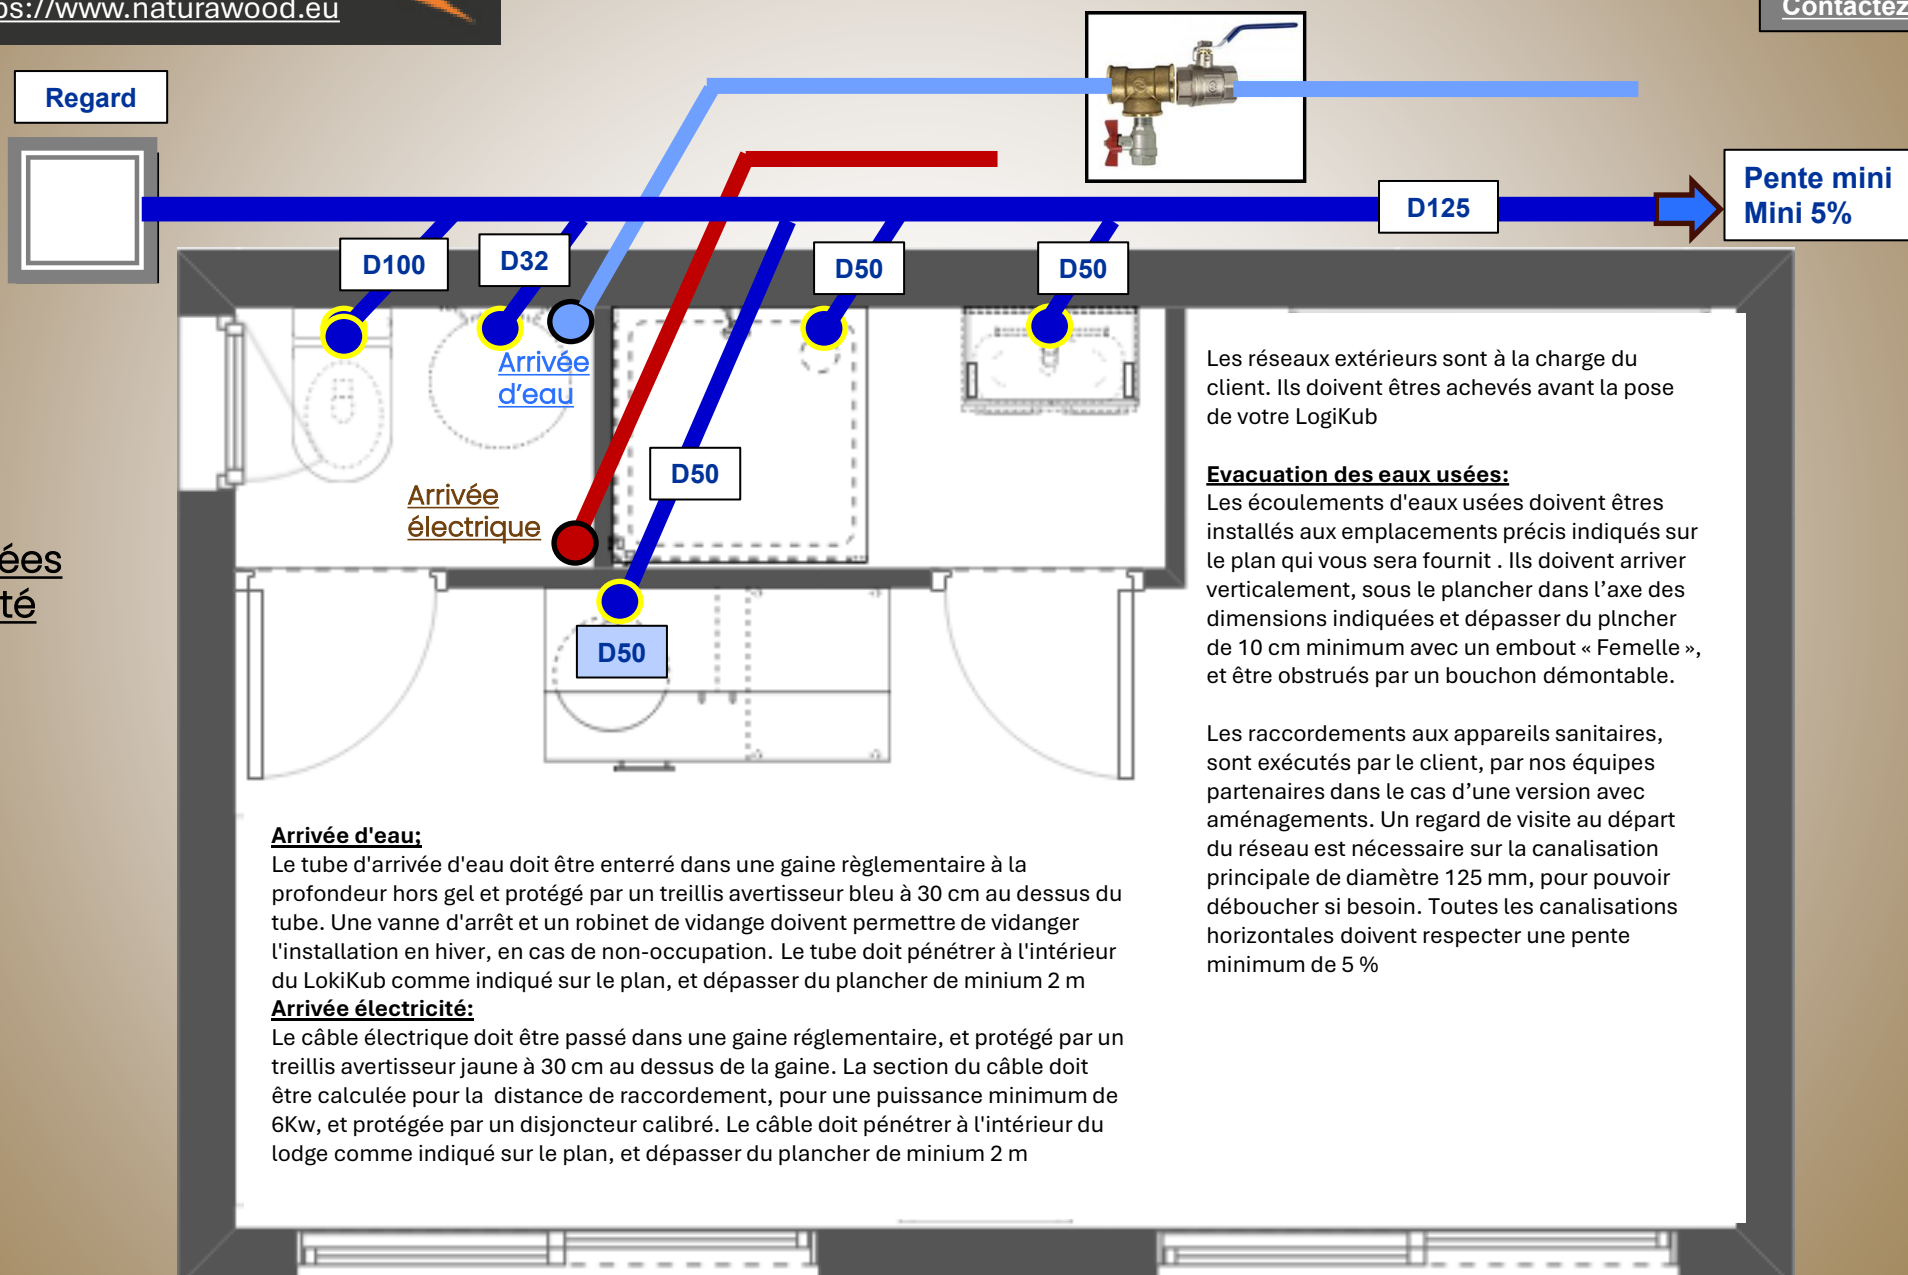 https://www.naturawood.eu
Contactez
Regard
Pente mini
Mini 5%
D125
D100
D32
D50
D50
Arrivée
d'eau
D50
Arrivée
électrique
ées
té
D50
Les réseaux extérieurs sont à la charge du
client. Ils doivent êtres achevés avant la pose
de votre LogiKub
Evacuation des eaux usées:
Les écoulements d'eaux usées doivent êtres
installés aux emplacements précis indiqués sur
le plan qui vous sera fournit . Ils doivent arriver
verticalement, sous le plancher dans l’axe des
dimensions indiquées et dépasser du plncher
de 10 cm minimum avec un embout « Femelle »,
et être obstrués par un bouchon démontable.
Les raccordements aux appareils sanitaires,
sont exécutés par le client, par nos équipes
partenaires dans le cas d’une version avec
aménagements. Un regard de visite au départ
du réseau est nécessaire sur la canalisation
principale de diamètre 125 mm, pour pouvoir
déboucher si besoin. Toutes les canalisations
horizontales doivent respecter une pente
minimum de 5 %
Arrivée d'eau;
Le tube d'arrivée d'eau doit être enterré dans une gaine règlementaire à la
profondeur hors gel et protégé par un treillis avertisseur bleu à 30 cm au dessus du
tube. Une vanne d'arrêt et un robinet de vidange doivent permettre de vidanger
l'installation en hiver, en cas de non-occupation. Le tube doit pénétrer à l'intérieur
du LokiKub comme indiqué sur le plan, et dépasser du plancher de minium 2 m
Arrivée électricité:
Le câble électrique doit être passé dans une gaine réglementaire, et protégé par un
treillis avertisseur jaune à 30 cm au dessus de la gaine. La section du câble doit
être calculée pour la distance de raccordement, pour une puissance minimum de
6Kw, et protégée par un disjoncteur calibré. Le câble doit pénétrer à l'intérieur du
lodge comme indiqué sur le plan, et dépasser du plancher de minium 2 m